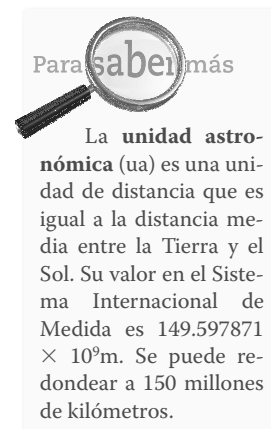 Para saber más
La unidad astro-
nómica (ua) es una uni-
dad de distancia que es
igual a la distancia me-
dia entre la Tierra y el
Sol. Su valor en el Siste-
ma Internacional de
Medida es 149.597871
× 10⁹m. Se puede re-
dondear a 150 millones
de kilómetros.